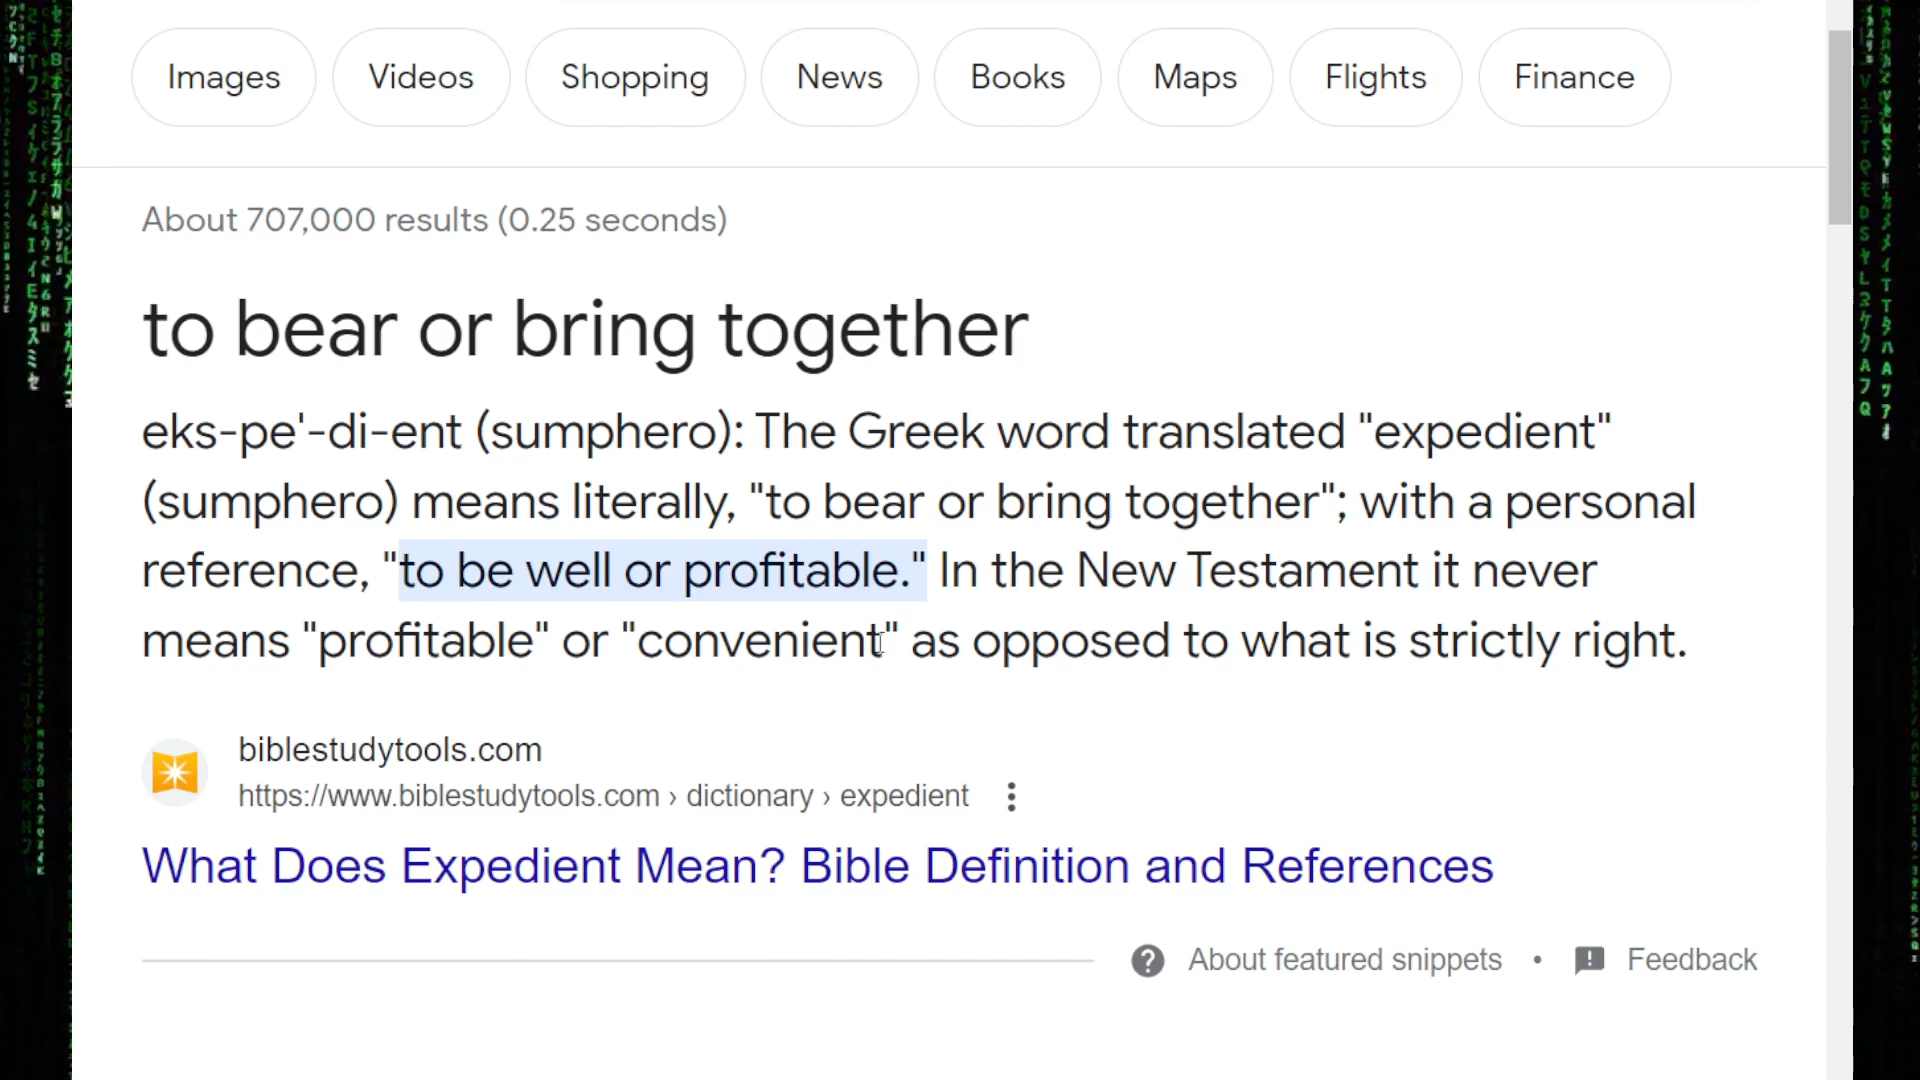 Images Videos Shopping News Books Maps Flights Finance
About 707,000 results (0.25 seconds)
to bear or bring together
eks-pe'-di-ent (sumphero): The Greek word translated "expedient"
(sumphero) means literally, "to bear or bring together"; with a personal
reference, "to be well or profitable." In the New Testament it never
means "profitable" or "convenient" as opposed to what is strictly right.
biblestudytools.com
https://www.biblestudytools.com › dictionary › expedient
What Does Expedient Mean? Bible Definition and References
About featured snippets • Feedback